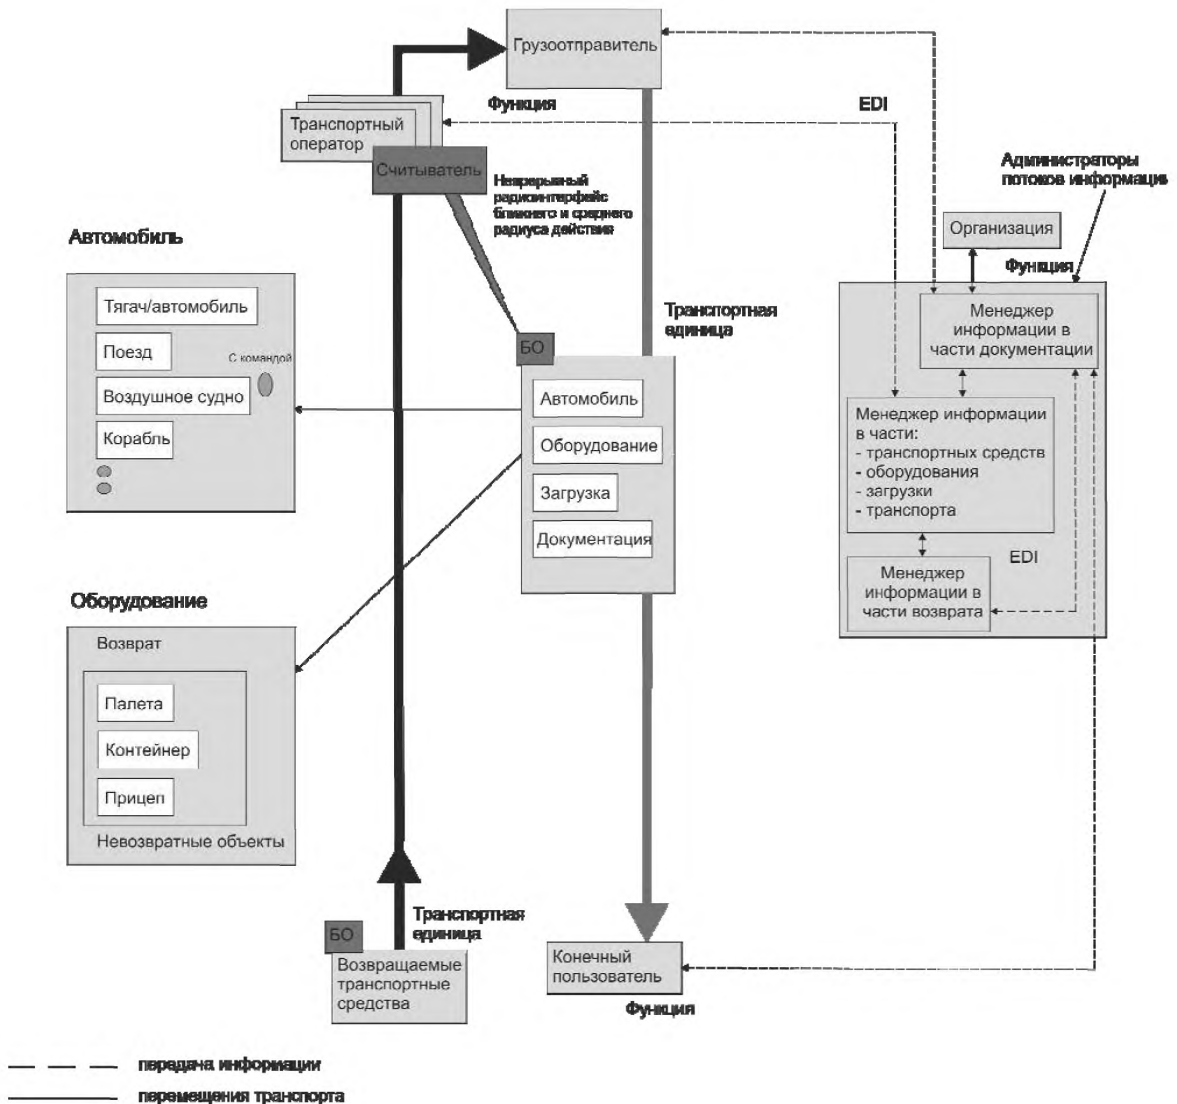 Грузоотправитель
Функция
EDI
Транспортный
оператор
Считыватель
Непрерывный
радиоинтерфейс
ближнего и среднего
радиуса действия
Администраторы
потоков информации
Организация
Функция
Автомобиль
Тягач/автомобиль
Поезд
С командой
Воздушное судно
Корабль
Транспортная
единица
БО
Автомобиль
Оборудование
Загрузка
Документация
Менеджер
информации в
части документации
Менеджер информации
в части:
- транспортных средств
- оборудования
- загрузки
- транспорта
EDI
Менеджер
информации в
части возврата
Оборудование
Возврат
Палета
Контейнер
Прицеп
Невозвратные объекты
Транспортная
единица
БО
Возвращаемые
транспортные
средства
Конечный
пользователь
Функция
передача информации
перемещения транспорта